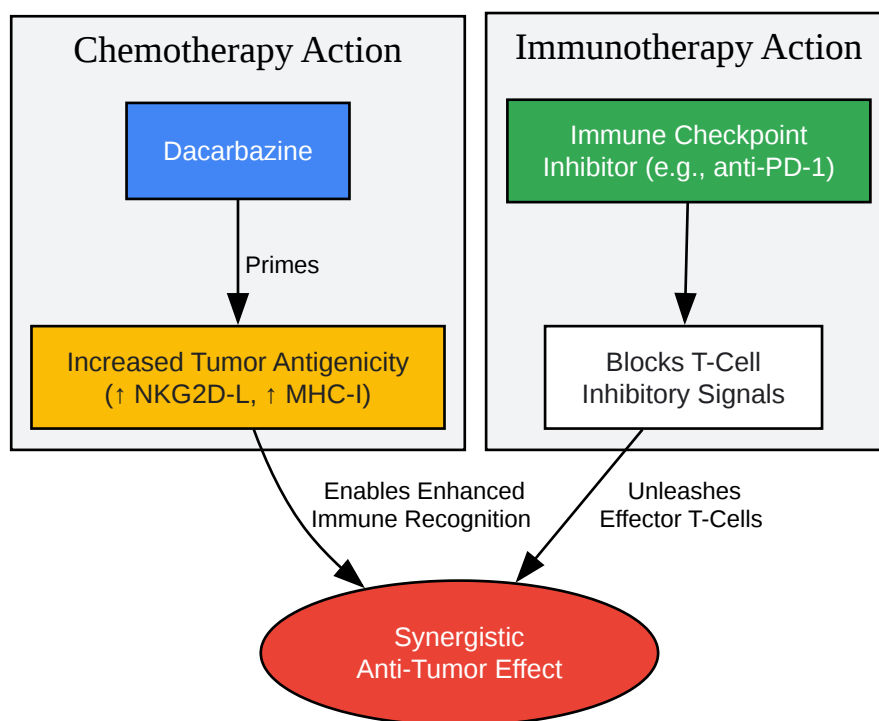 Chemotherapy Action
Dacarbazine
Primes
Increased Tumor Antigenicity
(↑ NKG2D-L, ↑ MHC-I)
Immunotherapy Action
Immune Checkpoint
Inhibitor (e.g., anti-PD-1)
Blocks T-Cell
Inhibitory Signals
Enables Enhanced
Immune Recognition
Unleashes
Effector T-Cells
Synergistic
Anti-Tumor Effect